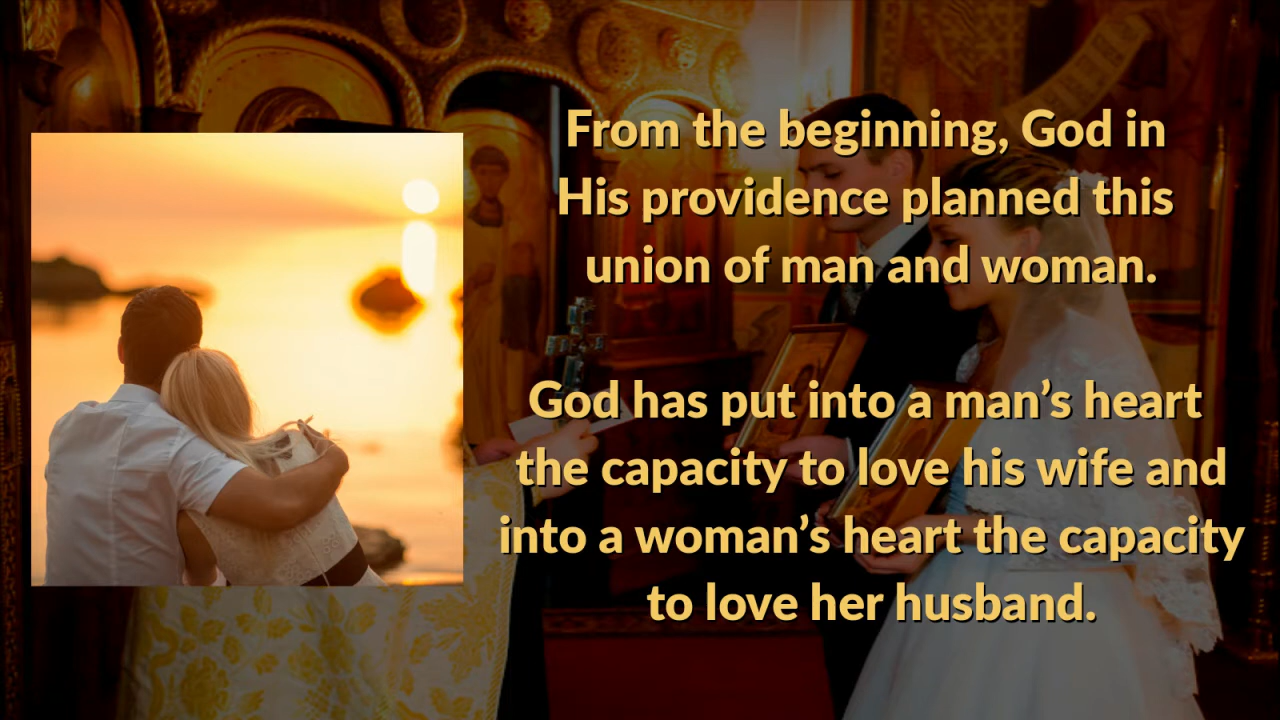 From the beginning, God in
His providence planned this
union of man and woman.
God has put into a man’s heart
the capacity to love his wife and
into a woman’s heart the capacity
to love her husband.